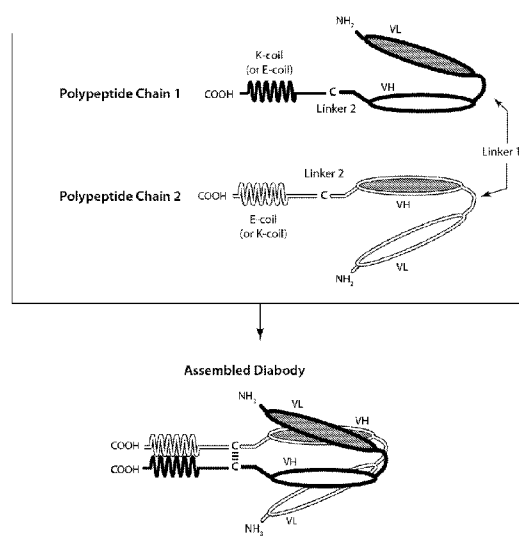 NH2
VL
K-coil
(or E-coil)
Polypeptide Chain 1
COOH
C
VH
Linker 2
Linker 1
Linker 2
Polypeptide Chain 2
COOH
C
VH
E-coil
(or K-coil)
NH2
VL
Assembled Diabody
NH2
VL
VH
COOH
C
COOH
C
VH
VL
NH2